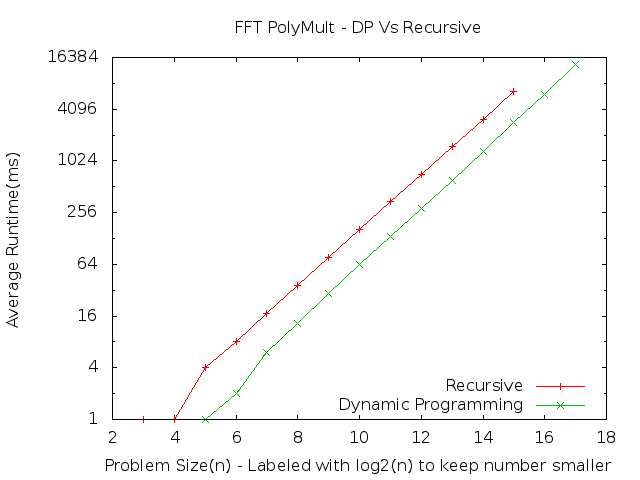 FFT PolyMult - DP Vs Recursive
16384
4096
1024
256
64
16
4
1
Average Runtime(ms)
Recursive
Dynamic Programming
2 4 6 8 10 12 14 16 18
Problem Size(n) - Labeled with log2(n) to keep number smaller